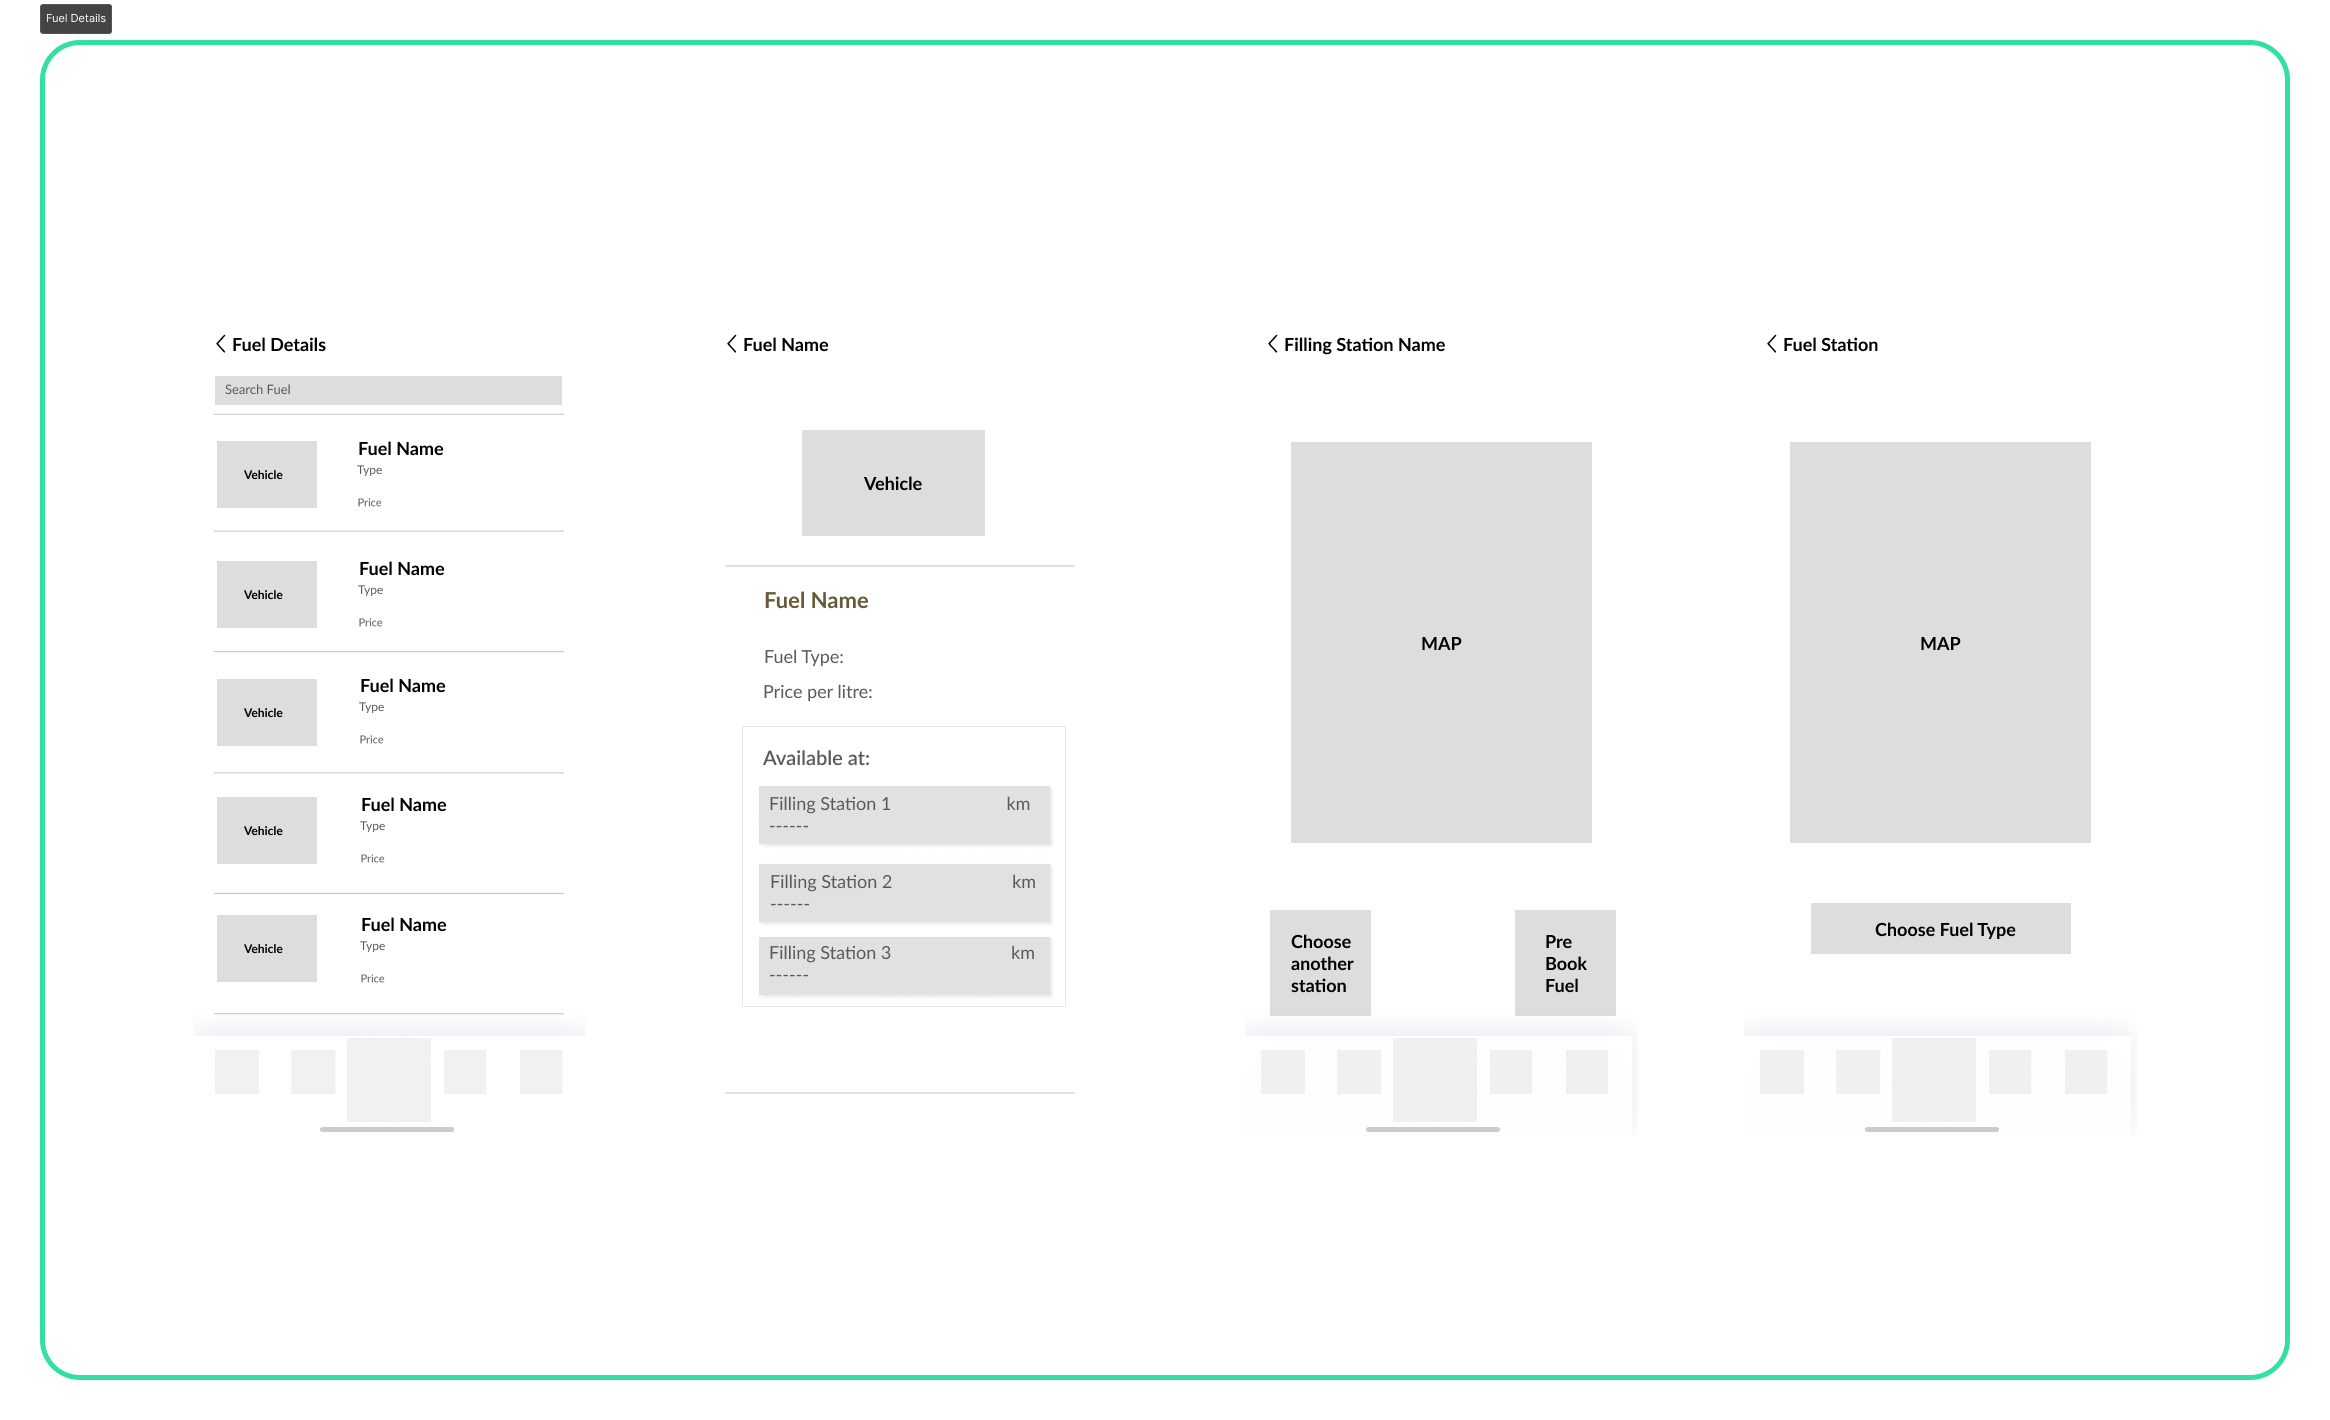 Fuel Details
Fuel Details
Search Fuel
Vehicle
Fuel Name
Type
Price
Vehicle
Fuel Name
Type
Price
Vehicle
Fuel Name
Type
Price
Vehicle
Fuel Name
Type
Price
Vehicle
Fuel Name
Type
Price
Fuel Name
Vehicle
Fuel Name
Fuel Type:
Price per litre:
Available at:
Filling Station 1 km
------
Filling Station 2 km
------
Filling Station 3 km
------
Filling Station Name
MAP
Choose
another
station
Pre
Book
Fuel
Fuel Station
MAP
Choose Fuel Type